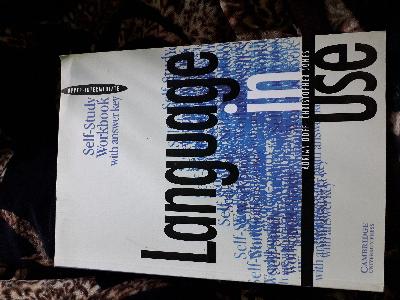 UPPER-INTERMEDIATE
Self-Study
Workbook
with answer key
Language
in
use
ADRIAN DOFF CHRISTOPHER JONES
CAMBRIDGE
UNIVERSITY PRESS